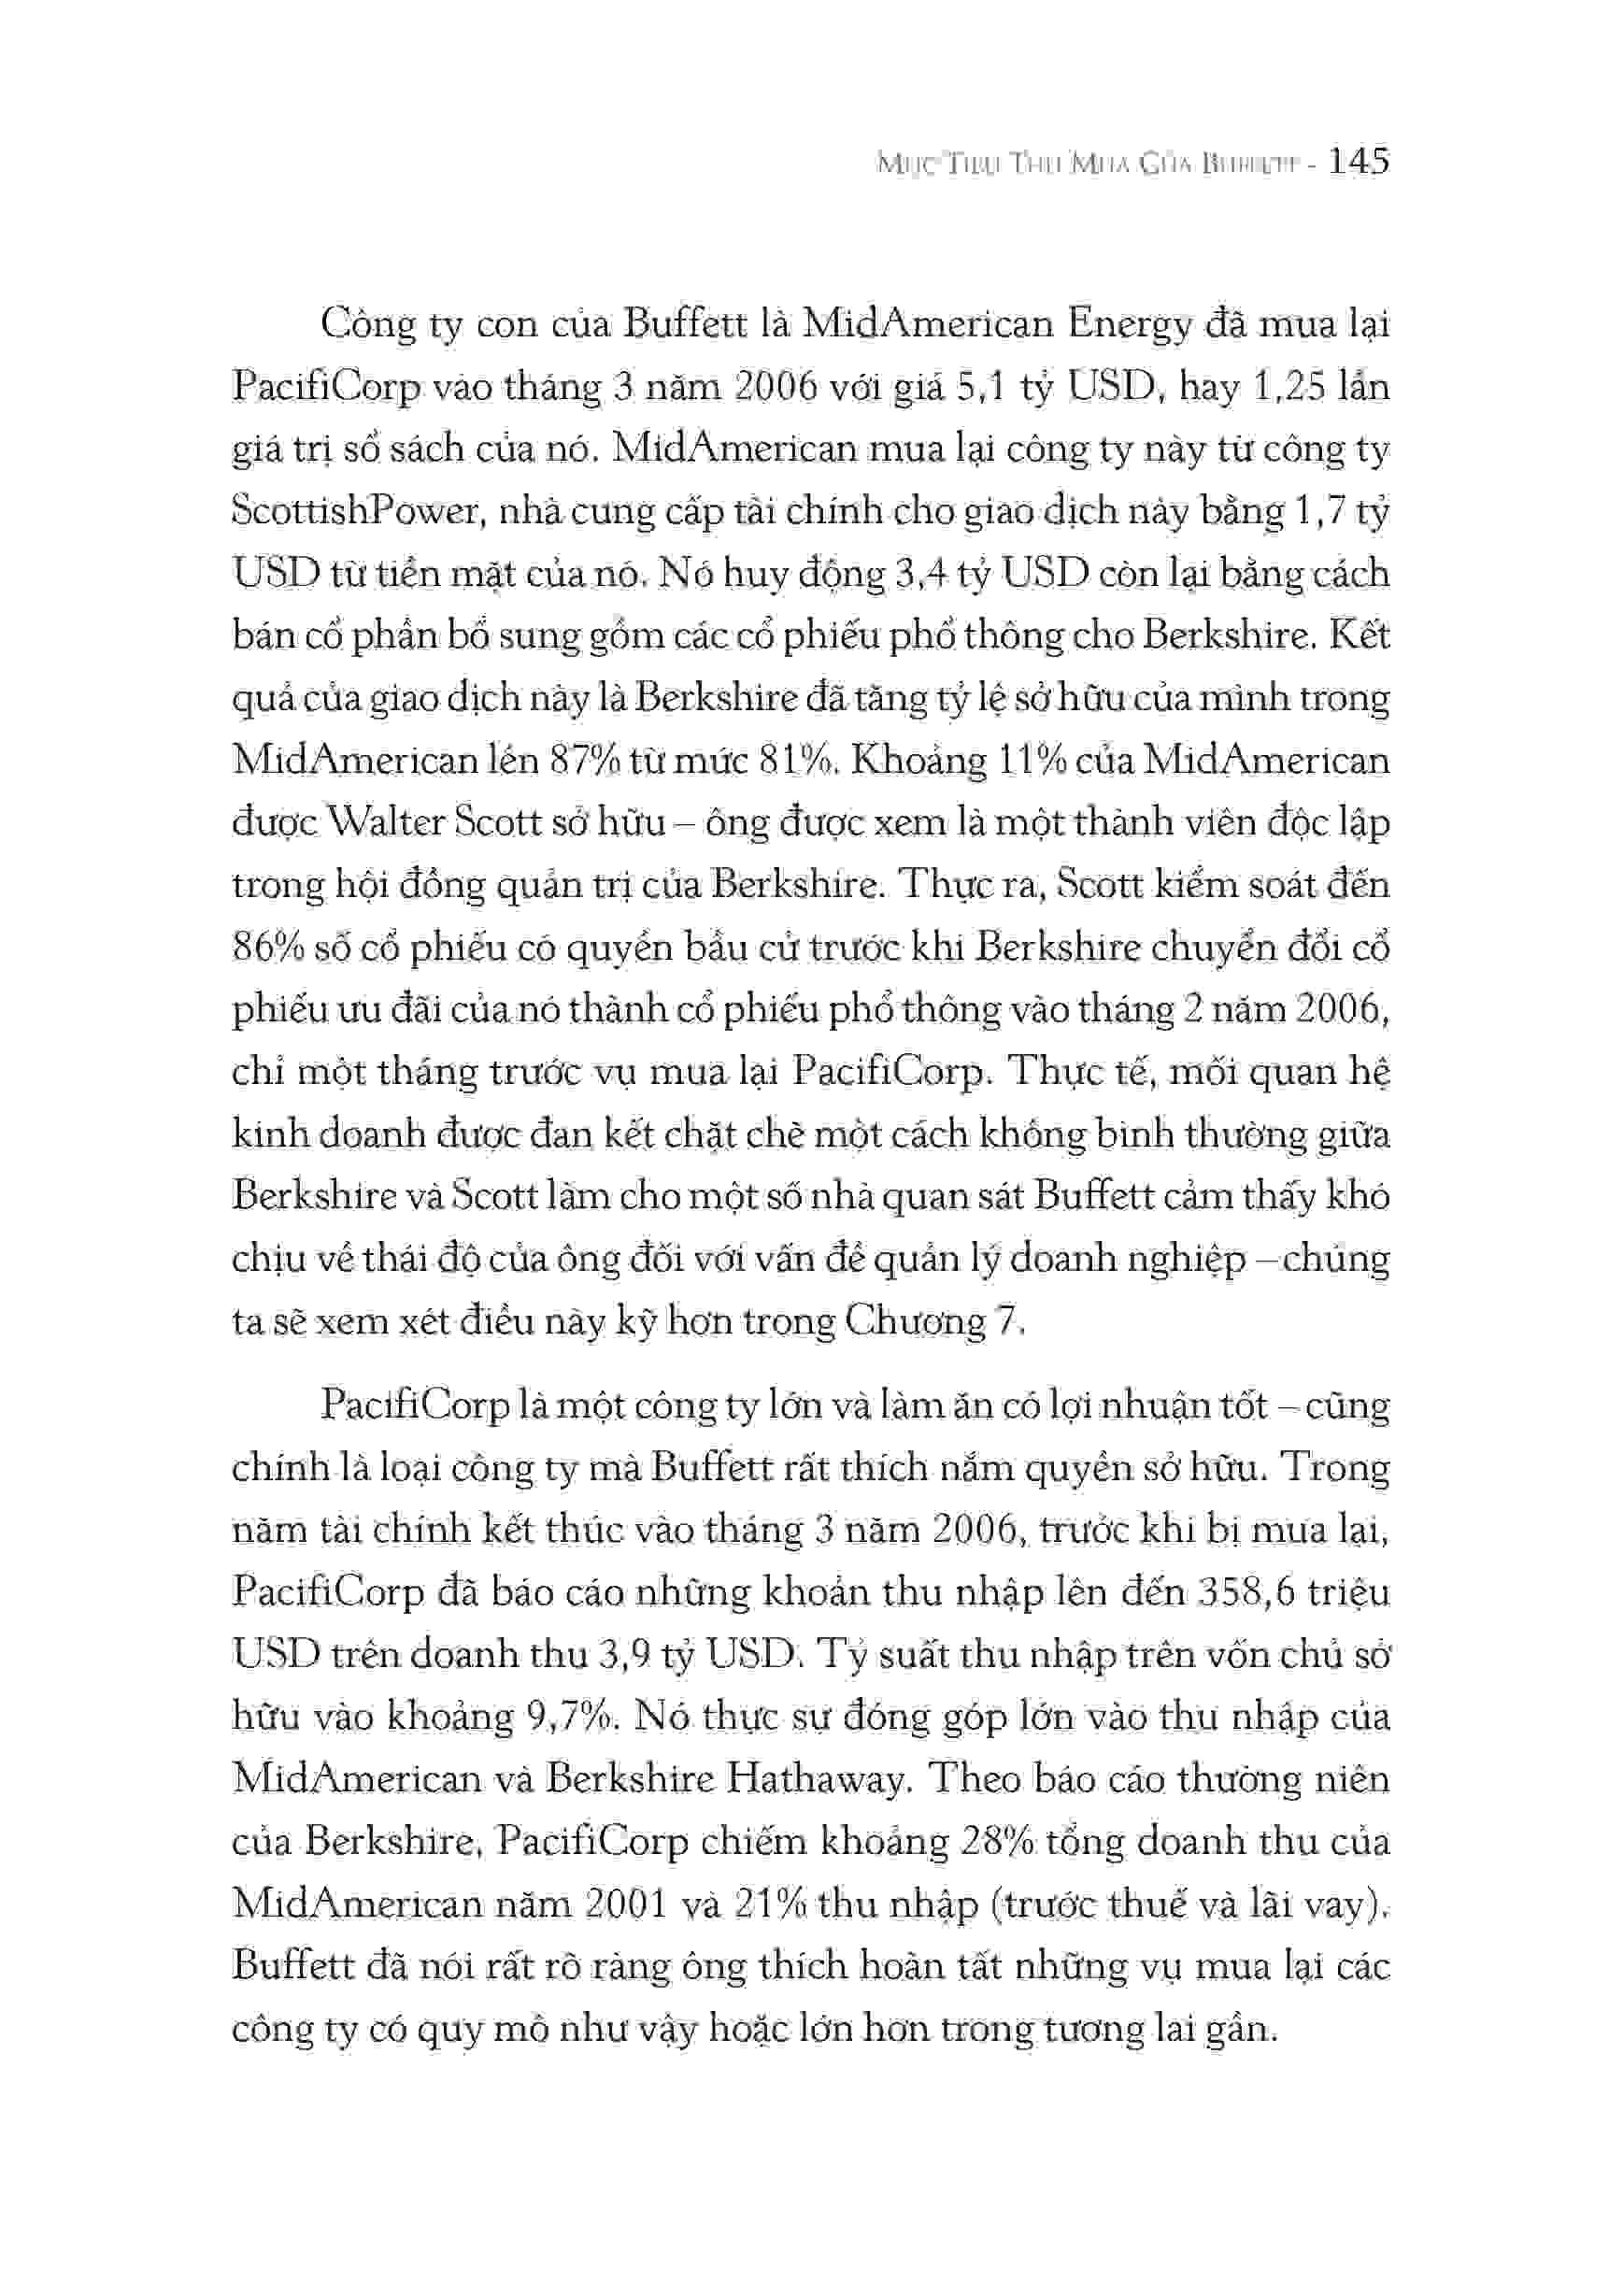 MỤC TIÊU THU MUA CỦA BUFFETT - 145
Công ty con của Buffett là MidAmerican Energy đã mua lại
PacifiCorp vào tháng 3 năm 2006 với giá 5,1 tỷ USD, hay 1,25 lần
giá trị sổ sách của nó. MidAmerican mua lại công ty này từ công ty
ScottishPower, nhà cung cấp tài chính cho giao dịch này bằng 1,7 tỷ
USD từ tiền mặt của nó. Nó huy động 3,4 tỷ USD còn lại bằng cách
bán cổ phần bổ sung gồm các cổ phiếu phổ thông cho Berkshire. Kết
quả của giao dịch này là Berkshire đã tăng tỷ lệ sở hữu của mình trong
MidAmerican lên 87% từ mức 81%. Khoảng 11% của MidAmerican
được Walter Scott sở hữu – ông được xem là một thành viên độc lập
trong hội đồng quản trị của Berkshire. Thực ra, Scott kiểm soát đến
86% số cổ phiếu có quyền bầu cử trước khi Berkshire chuyển đổi cổ
phiếu ưu đãi của nó thành cổ phiếu phổ thông vào tháng 2 năm 2006,
chỉ một tháng trước vụ mua lại PacifiCorp. Thực tế, mối quan hệ
kinh doanh được đan kết chặt chẽ một cách không bình thường giữa
Berkshire và Scott làm cho một số nhà quan sát Buffett cảm thấy khó
chịu về thái độ của ông đối với vấn đề quản lý doanh nghiệp – chúng
ta sẽ xem xét điều này kỹ hơn trong Chương 7.
PacifiCorp là một công ty lớn và làm ăn có lợi nhuận tốt – cũng
chính là loại công ty mà Buffett rất thích nắm quyền sở hữu. Trong
năm tài chính kết thúc vào tháng 3 năm 2006, trước khi bị mua lại,
PacifiCorp đã báo cáo những khoản thu nhập lên đến 358,6 triệu
USD trên doanh thu 3,9 tỷ USD. Tỷ suất thu nhập trên vốn chủ sở
hữu vào khoảng 9,7%. Nó thực sự đóng góp lớn vào thu nhập của
MidAmerican và Berkshire Hathaway. Theo báo cáo thường niên
của Berkshire, PacifiCorp chiếm khoảng 28% tổng doanh thu của
MidAmerican năm 2001 và 21% thu nhập (trước thuế và lãi vay).
Buffett đã nói rất rõ ràng ông thích hoàn tất những vụ mua lại các
công ty có quy mô như vậy hoặc lớn hơn trong tương lai gần.